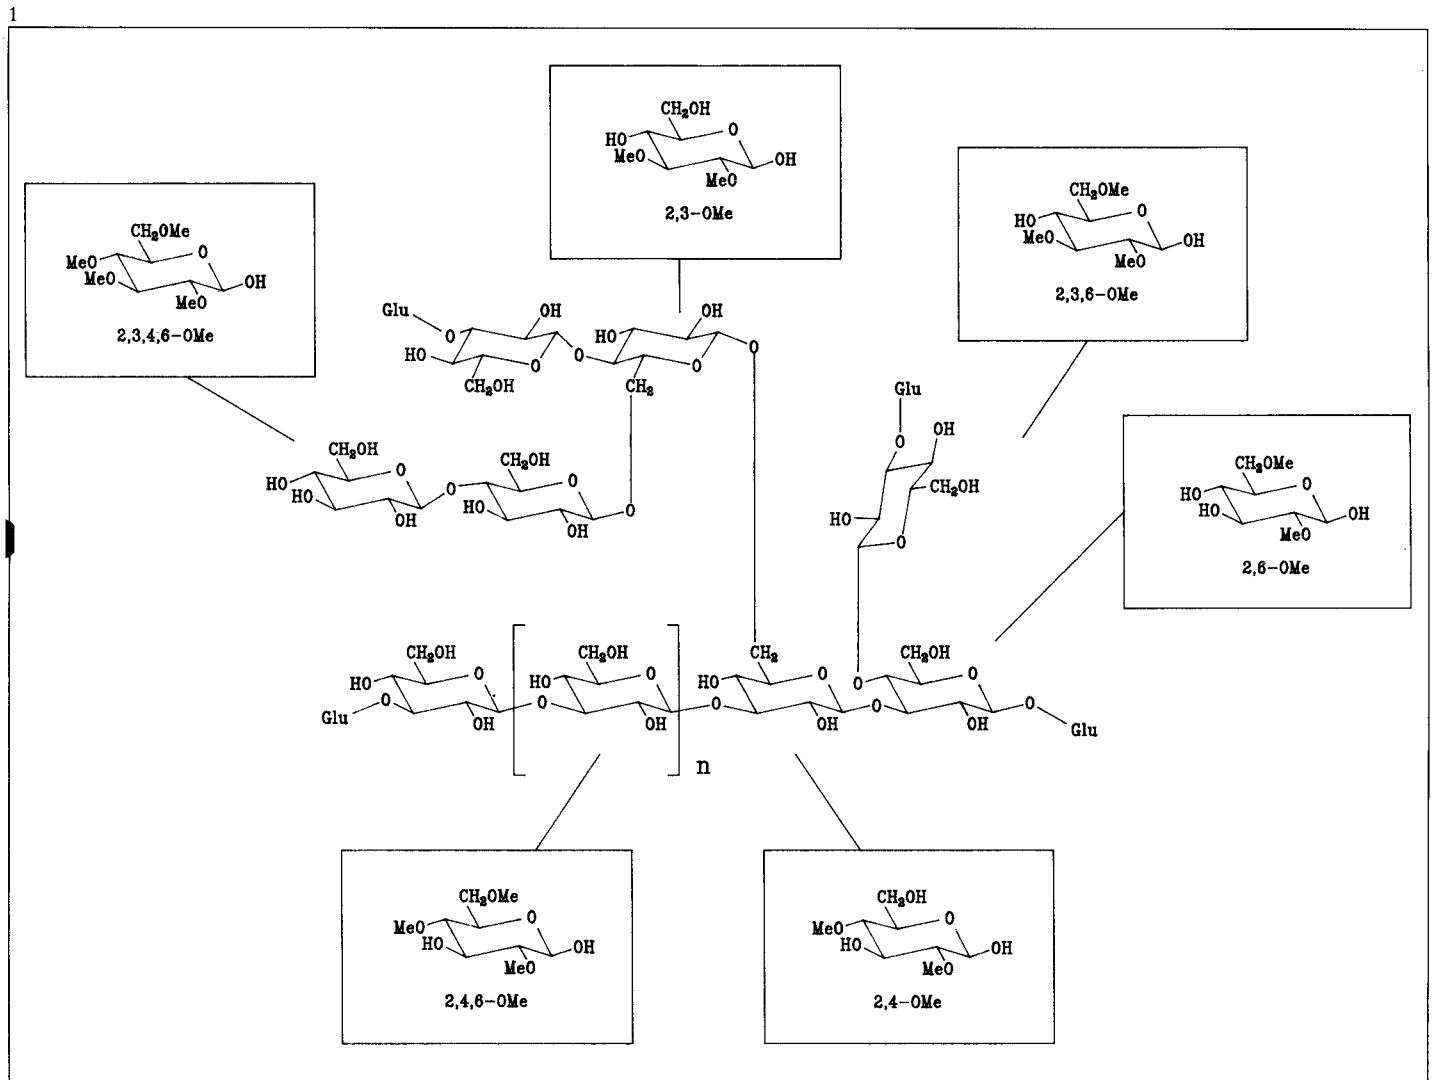 1
CH₂OH
O
HO
MeO
OH
MeO
2,3-OMe
CH₂OMe
O
HO
MeO
OH
MeO
2,3,6-OMe
CH₂OMe
O
MeO
MeO
OH
MeO
2,3,4,6-OMe
Glu
OH
OH
O
HO
O
HO
O
O
O
CH₂OH
CH₂
Glu
O
OH
CH₂OH
HO
O
CH₂OH
O
HO
HO
OH
O
CH₂OH
O
HO
OH
O
CH₂OMe
O
HO
HO
OH
MeO
2,6-OMe
CH₂OH
O
HO
O
Glu
OH
O
CH₂OH
O
HO
OH
n
O
CH₂
O
HO
OH
O
O
CH₂OH
O
OH
O
Glu
CH₂OMe
O
MeO
HO
OH
MeO
2,4,6-OMe
CH₂OH
O
MeO
HO
OH
MeO
2,4-OMe